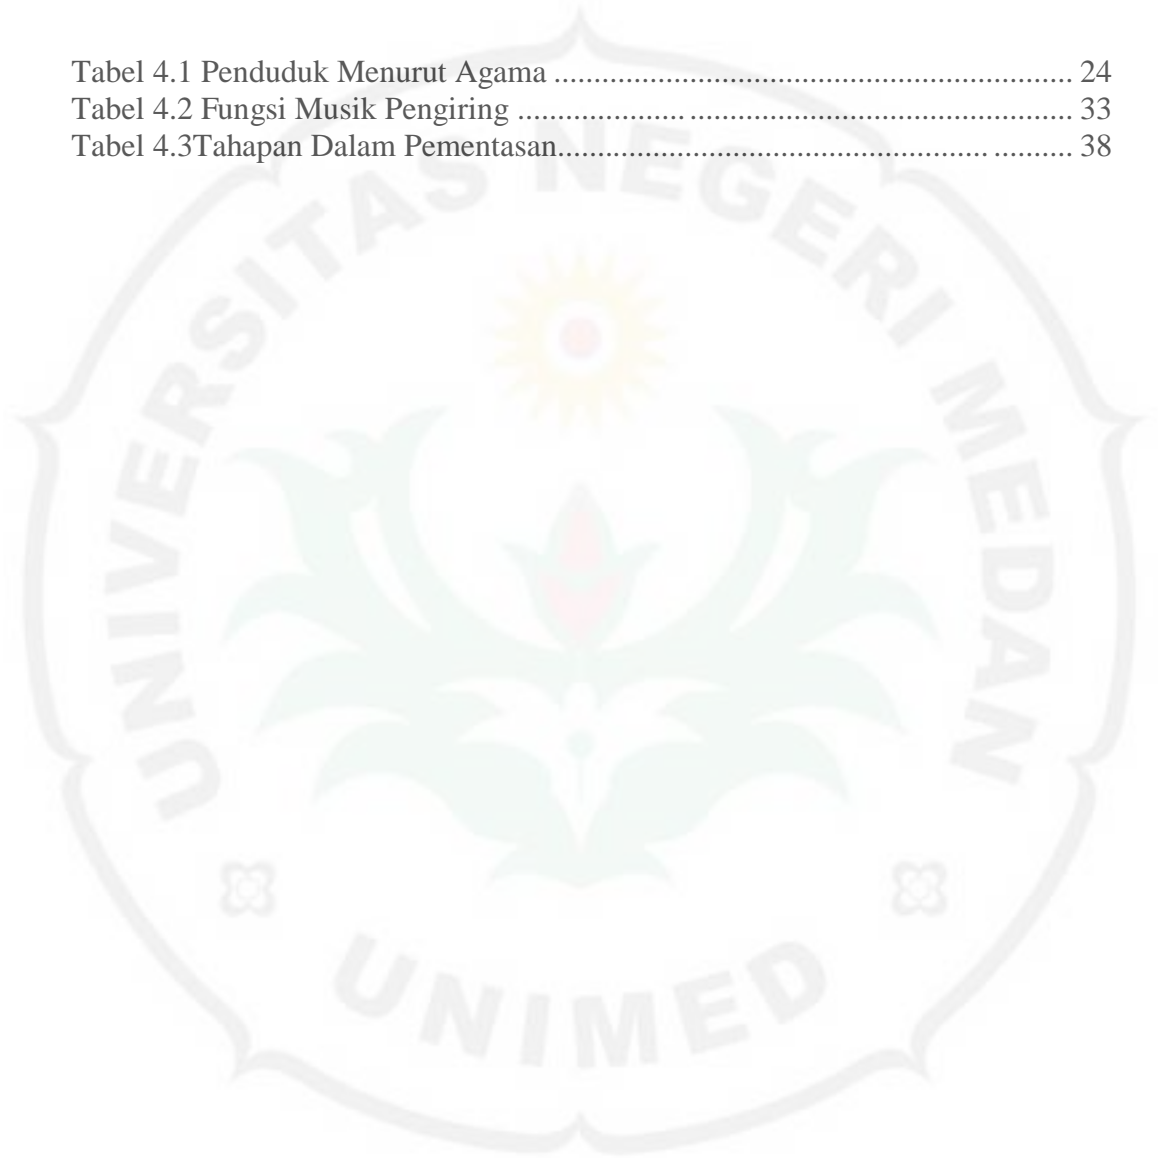 Tabel 4.1 Penduduk Menurut Agama .................................................................. 24
Tabel 4.2 Fungsi Musik Pengiring ...................... ................................................. 33
Tabel 4.3Tahapan Dalam Pementasan....................................................... .......... 38
UNIVERSITAS NEGERI MEDAN
UNIMED